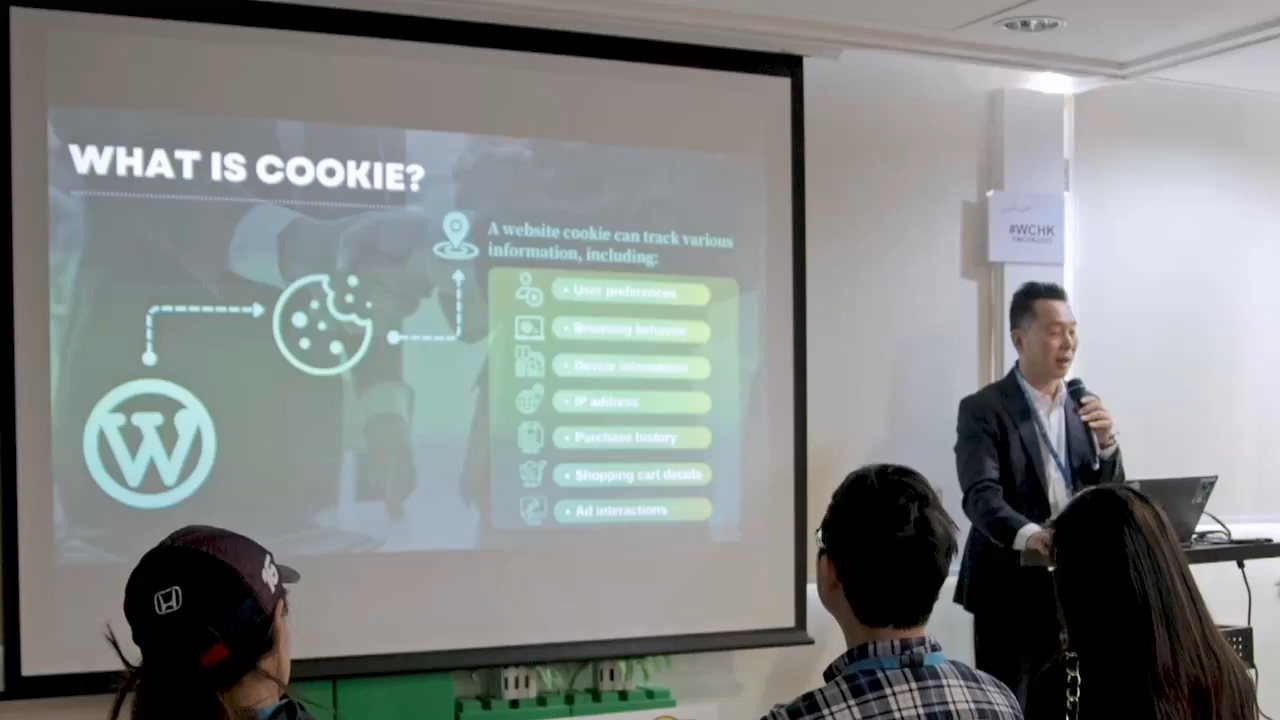 WHAT IS COOKIE?
A website cookie can track various
information, including:
• User preferences
• Browsing behavior
• Device information
• IP address
• Purchase history
• Shopping cart details
• Ad interactions
W
#WCHK